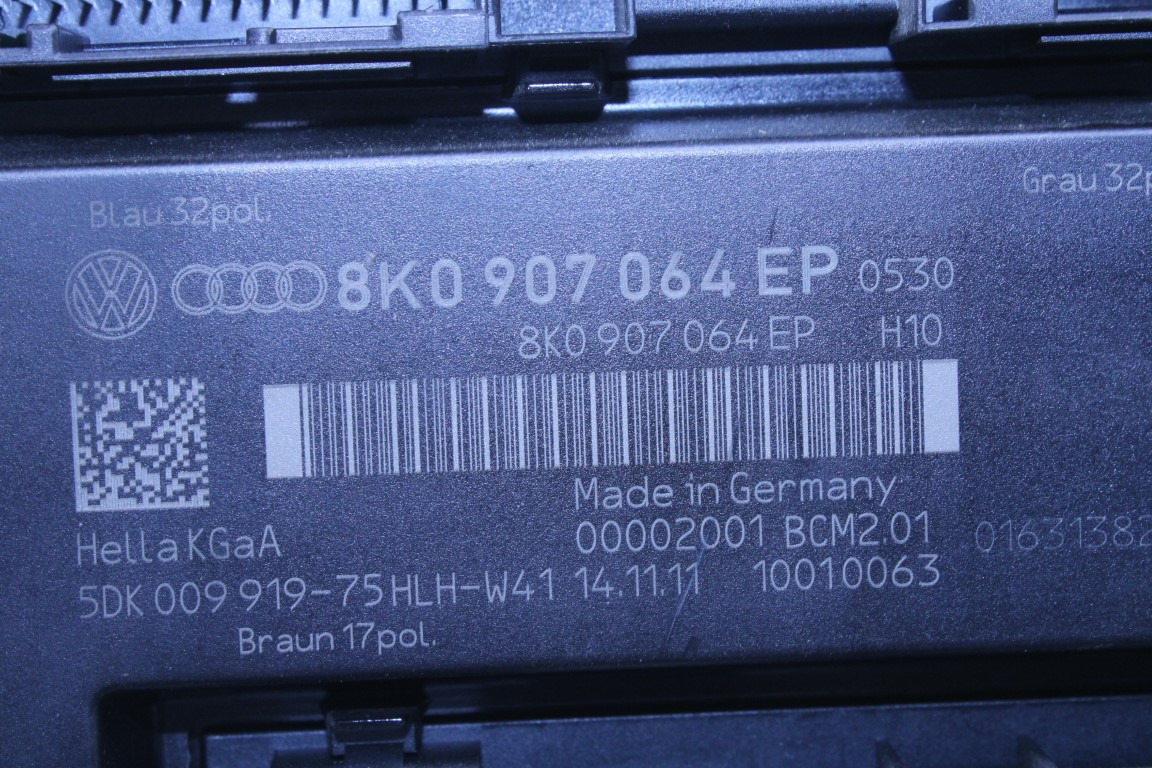 Blau 32pol.
Grau 32p
8K0 907 064 EP 0530
8K0 907 064 EP H10
Made in Germany
Hella KGaA 00002001 BCM2.01 01631382
5DK 009 919-75 HLH-W41 14.11.11 10010063
Braun 17pol.